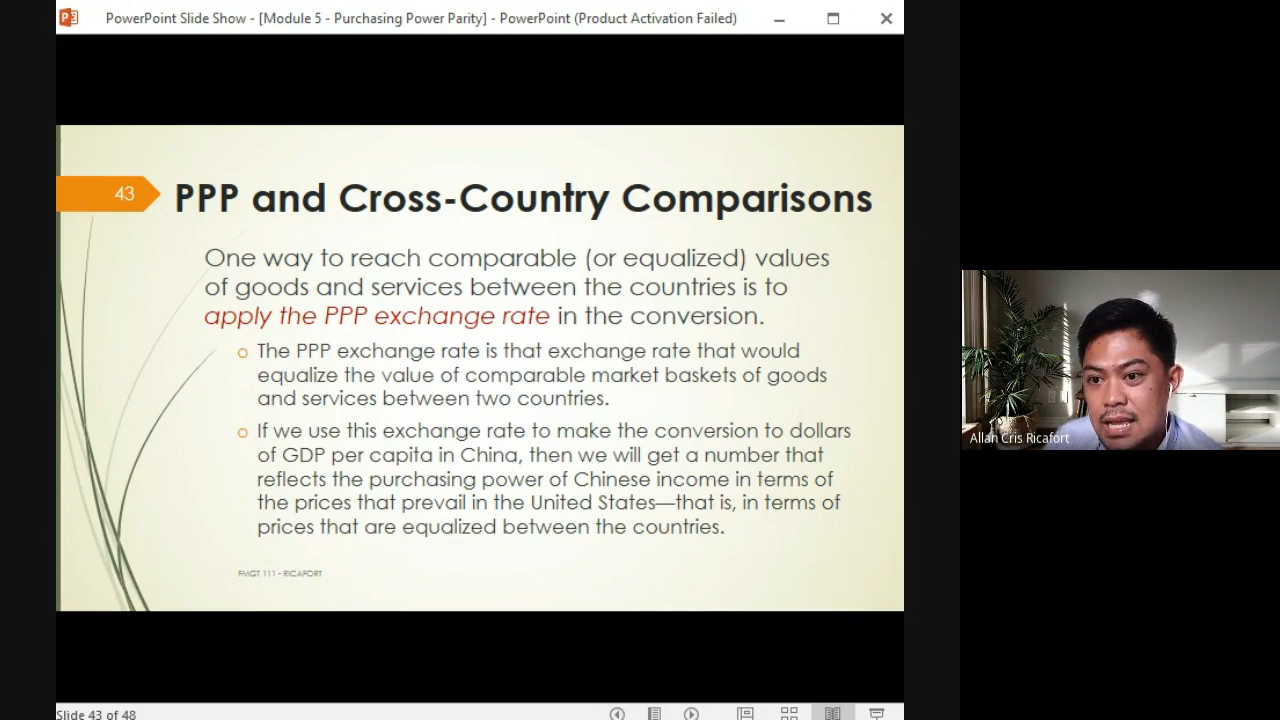 PowerPoint Slide Show - [Module 5 - Purchasing Power Parity] - PowerPoint (Product Activation Failed)
43
PPP and Cross-Country Comparisons
One way to reach comparable (or equalized) values
of goods and services between the countries is to
apply the PPP exchange rate in the conversion.
The PPP exchange rate is that exchange rate that would
equalize the value of comparable market baskets of goods
and services between two countries.
If we use this exchange rate to make the conversion to dollars
of GDP per capita in China, then we will get a number that
reflects the purchasing power of Chinese income in terms of
the prices that prevail in the United States—that is, in terms of
prices that are equalized between the countries.
FMGT 111 - RICAFORT
Slide 43 of 48
Allan Cris Ricafort